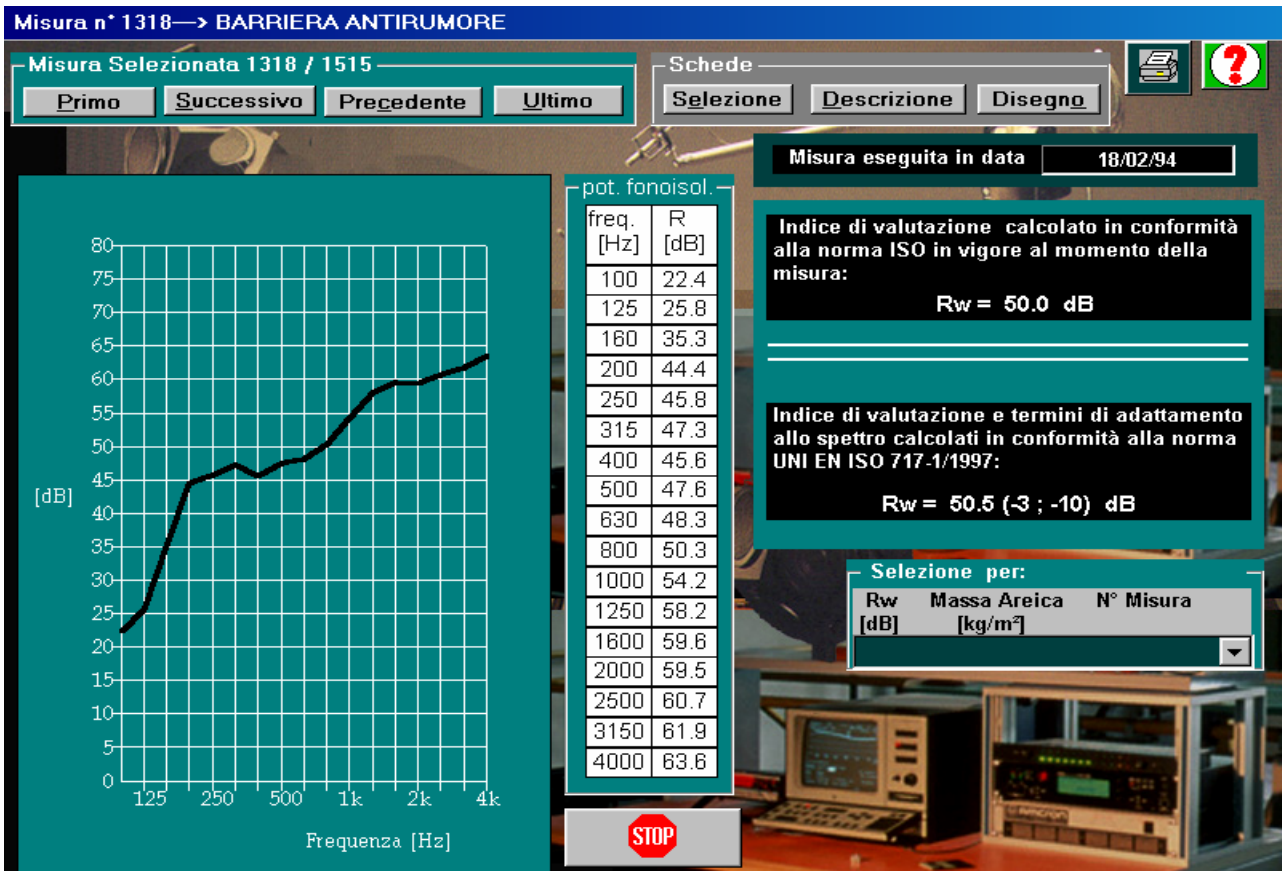 Misura n° 1318—> BARRIERA ANTIRUMORE
Misura Selezionata 1318 / 1515
Primo
Successivo
Precedente
Ultimo
Schede
Selezione
Descrizione
Disegno
?
Misura eseguita in data
18/02/94
80
75
70
65
60
55
50
45
40
35
30
25
20
15
10
5
0
[dB]
125 250 500 1k 2k 4k
Frequenza [Hz]
pot. fonoisol.
freq. R
[Hz] [dB]
100 22.4
125 25.8
160 35.3
200 44.4
250 45.8
315 47.3
400 45.6
500 47.6
630 48.3
800 50.3
1000 54.2
1250 58.2
1600 59.6
2000 59.5
2500 60.7
3150 61.9
4000 63.6
STOP
Indice di valutazione calcolato in conformità
alla norma ISO in vigore al momento della
misura:
Rw = 50.0 dB
Indice di valutazione e termini di adattamento
allo spettro calcolati in conformità alla norma
UNI EN ISO 717-1/1997:
Rw = 50.5 (-3 ; -10) dB
Selezione per:
Rw Massa Areica N° Misura
[dB] [kg/m²]